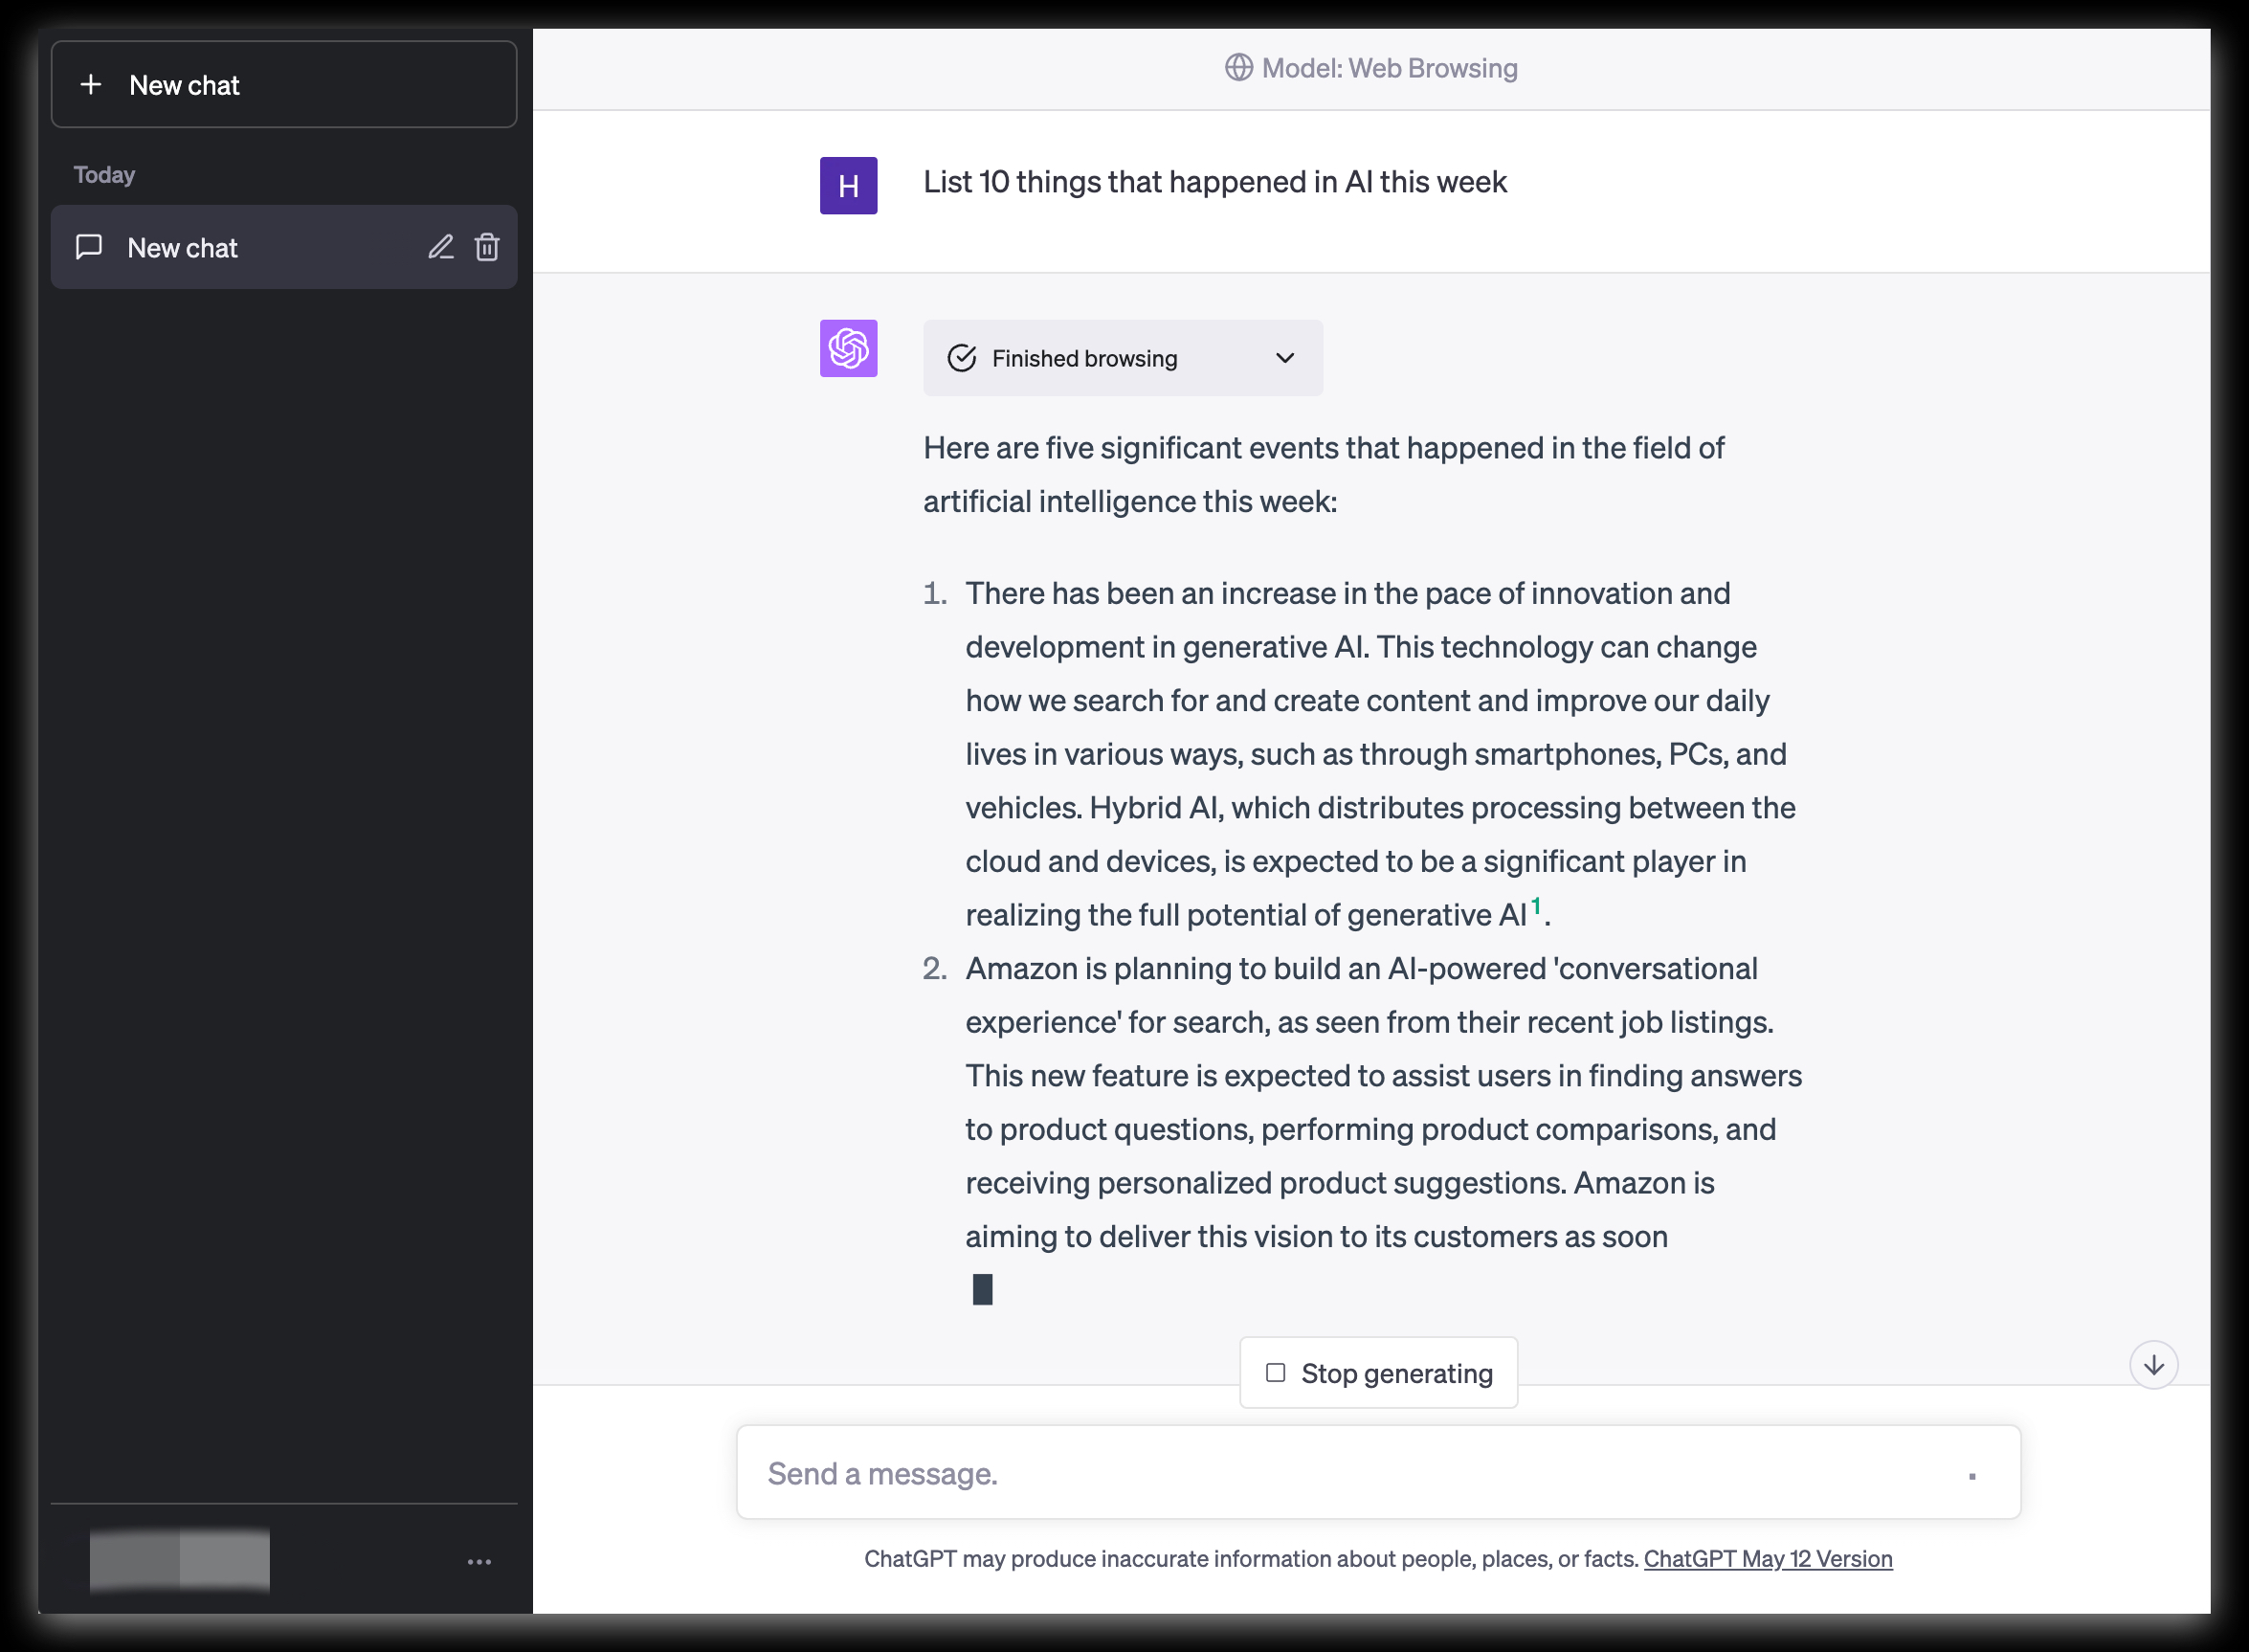 New chat
Today
New chat
Model: Web Browsing
H
List 10 things that happened in AI this week
Finished browsing
Here are five significant events that happened in the field of
artificial intelligence this week:
1. There has been an increase in the pace of innovation and
development in generative AI. This technology can change
how we search for and create content and improve our daily
lives in various ways, such as through smartphones, PCs, and
vehicles. Hybrid AI, which distributes processing between the
cloud and devices, is expected to be a significant player in
realizing the full potential of generative AI¹.
2. Amazon is planning to build an AI-powered 'conversational
experience' for search, as seen from their recent job listings.
This new feature is expected to assist users in finding answers
to product questions, performing product comparisons, and
receiving personalized product suggestions. Amazon is
aiming to deliver this vision to its customers as soon
Stop generating
Send a message.
ChatGPT may produce inaccurate information about people, places, or facts. ChatGPT May 12 Version